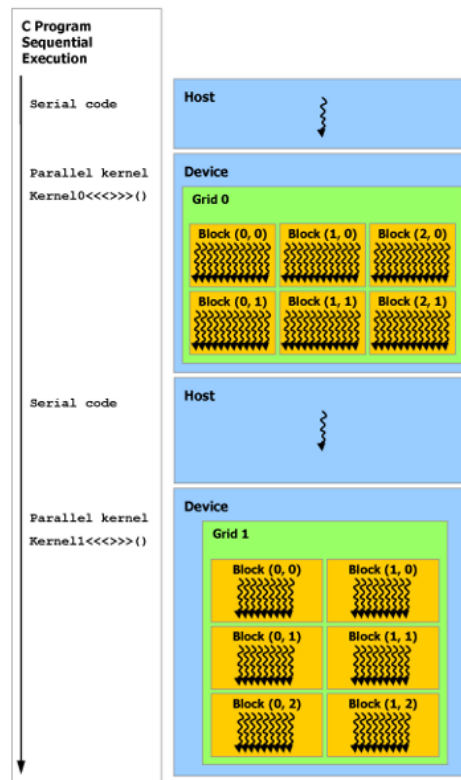 C Program
Sequential
Execution
Serial code
Host
Parallel kernel
Kernel0<<<>>>()
Device
Grid 0
Block (0, 0) Block (1, 0) Block (2, 0)
Block (0, 1) Block (1, 1) Block (2, 1)
Serial code
Host
Parallel kernel
Kernel1<<<>>>()
Device
Grid 1
Block (0, 0) Block (1, 0)
Block (0, 1) Block (1, 1)
Block (0, 2) Block (1, 2)